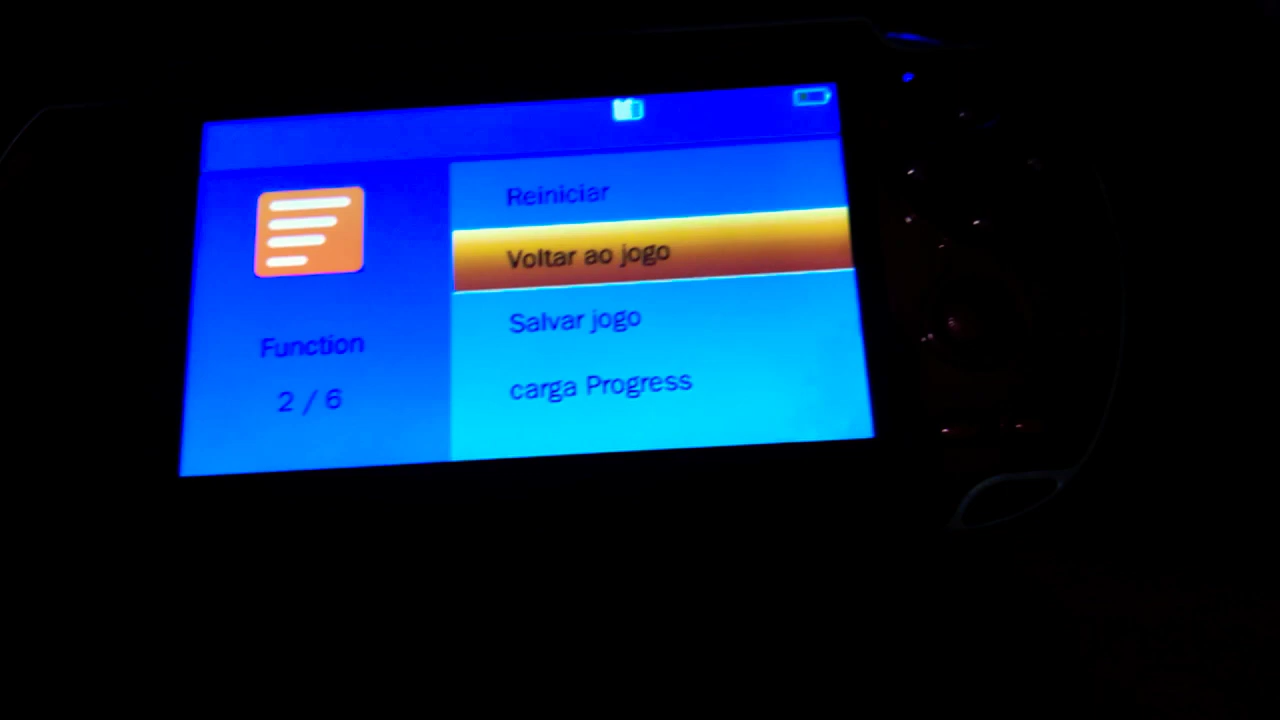 Function
2 / 6
Reiniciar
Voltar ao jogo
Salvar jogo
carga Progress